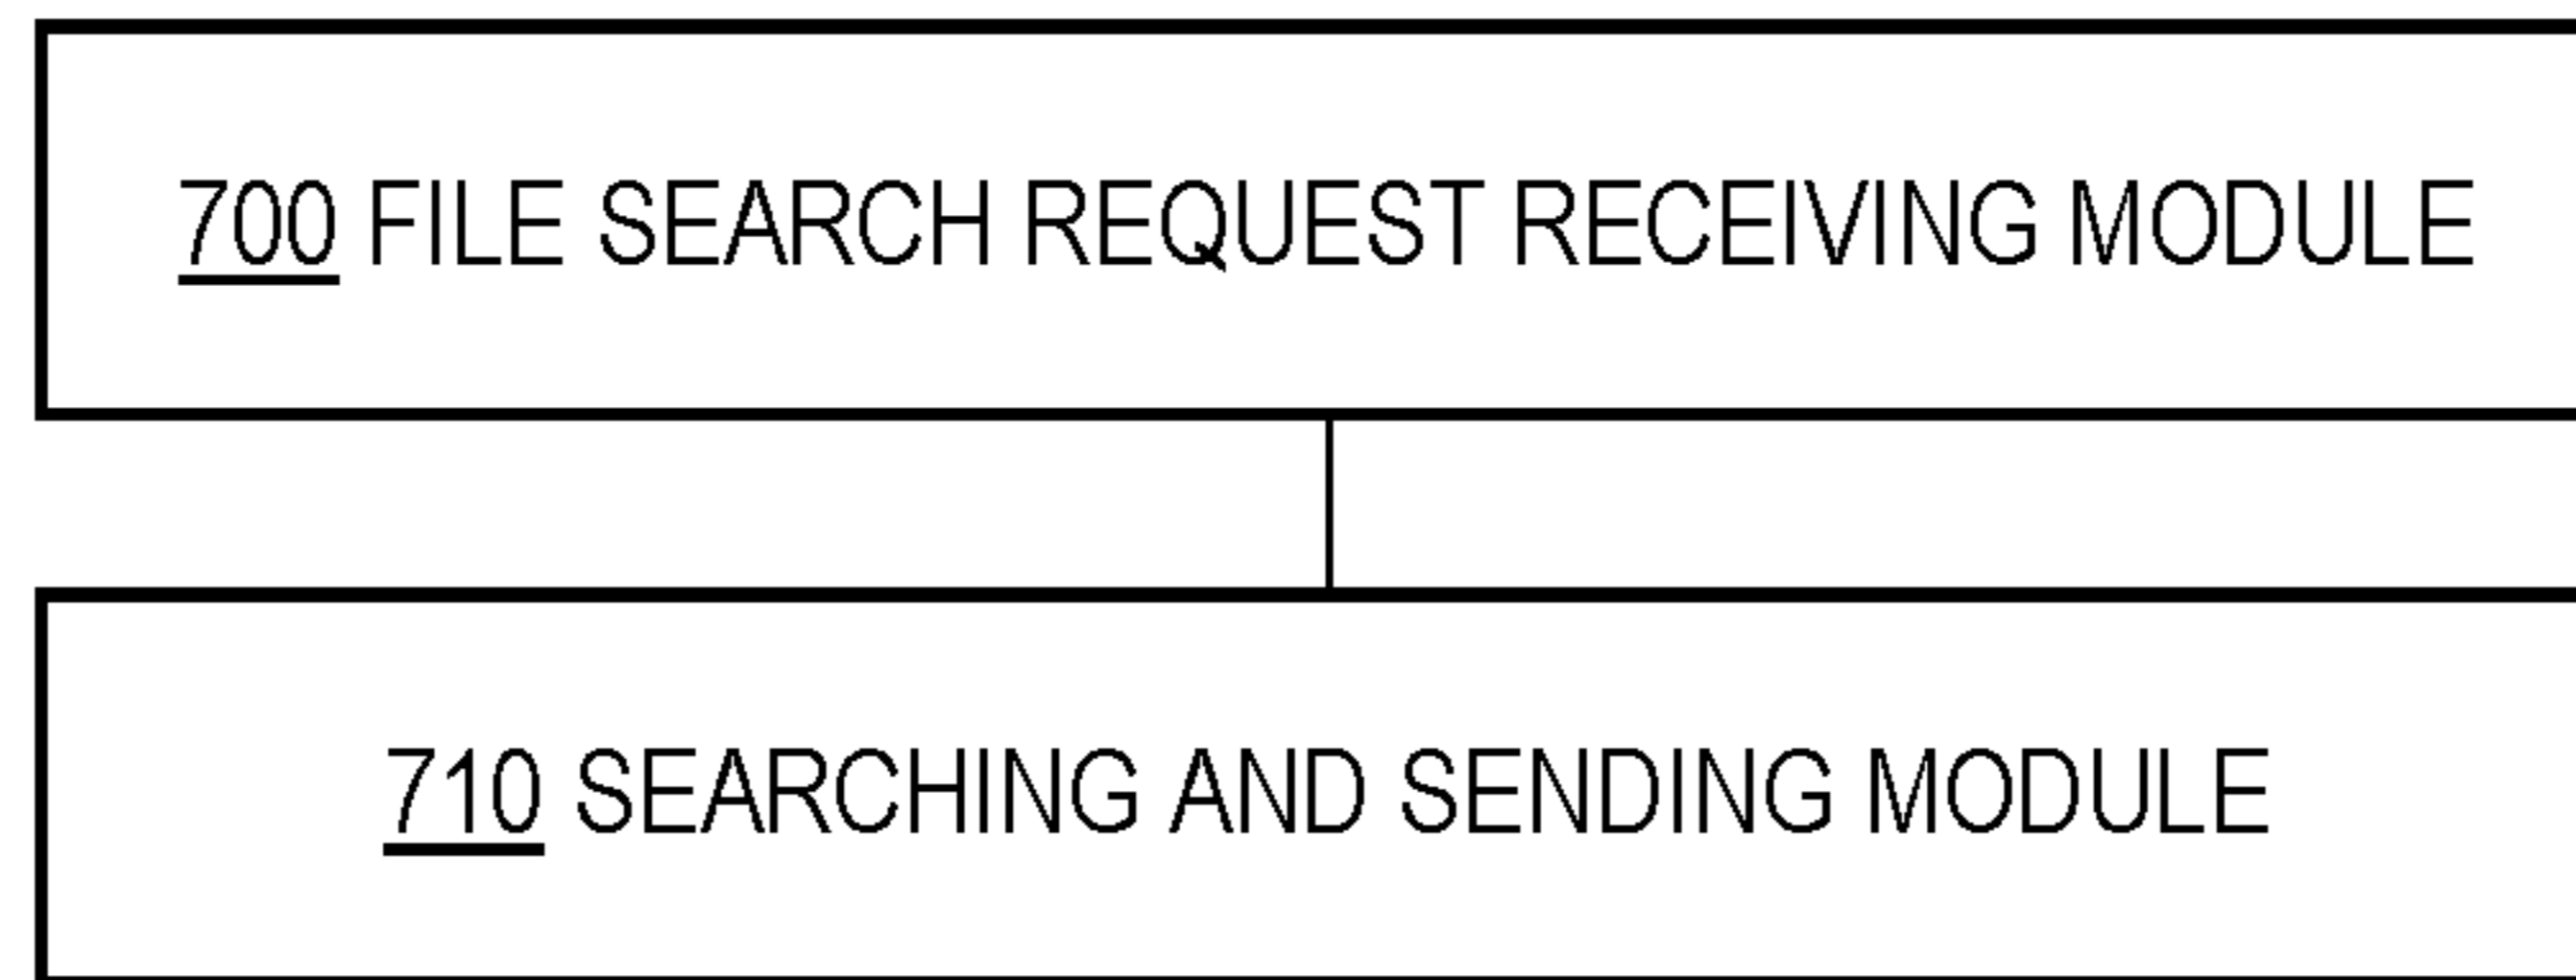 700 FILE SEARCH REQUEST RECEIVING MODULE
710 SEARCHING AND SENDING MODULE